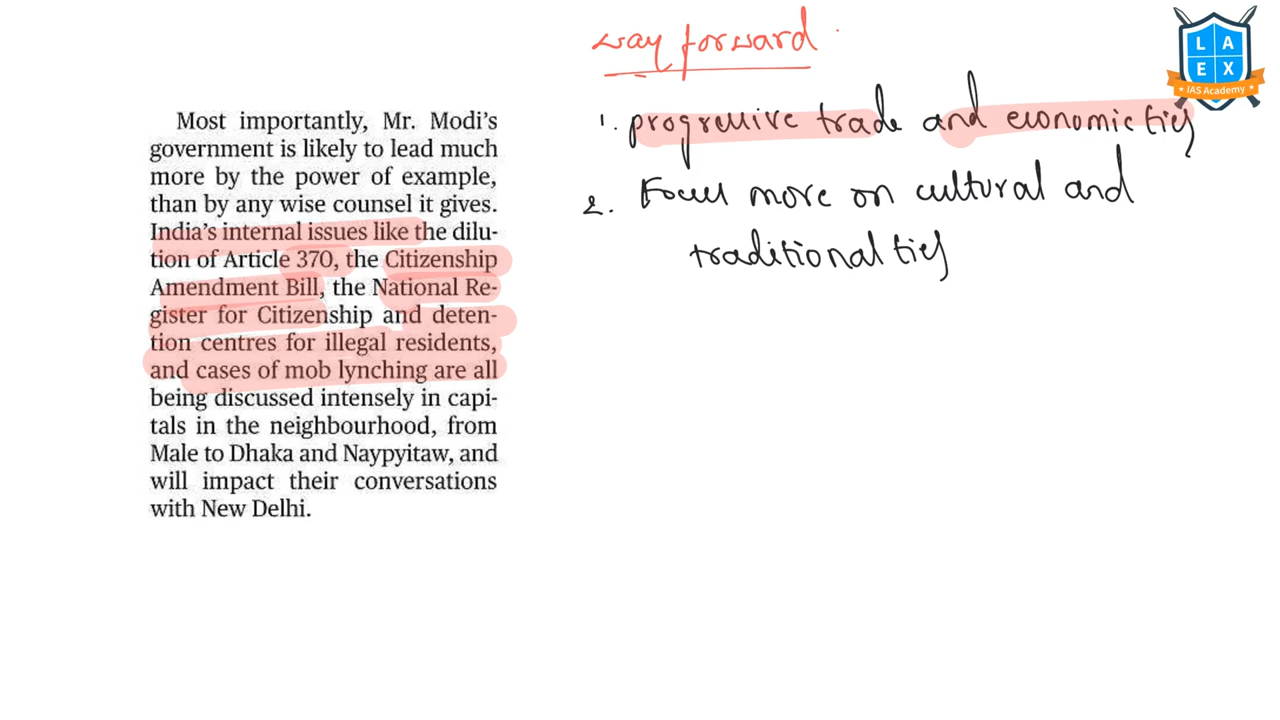 Most importantly, Mr. Modi's
government is likely to lead much
more by the power of example,
than by any wise counsel it gives.
India's internal issues like the dilu-
tion of Article 370, the Citizenship
Amendment Bill, the National Re-
gister for Citizenship and deten-
tion centres for illegal residents,
and cases of mob lynching are all
being discussed intensely in capi-
tals in the neighbourhood, from
Male to Dhaka and Naypyitaw, and
will impact their conversations
with New Delhi.
way forward
1. progressive trade and economic ties
2. Focus more on cultural and
traditional ties
L A
E X
IAS Academy